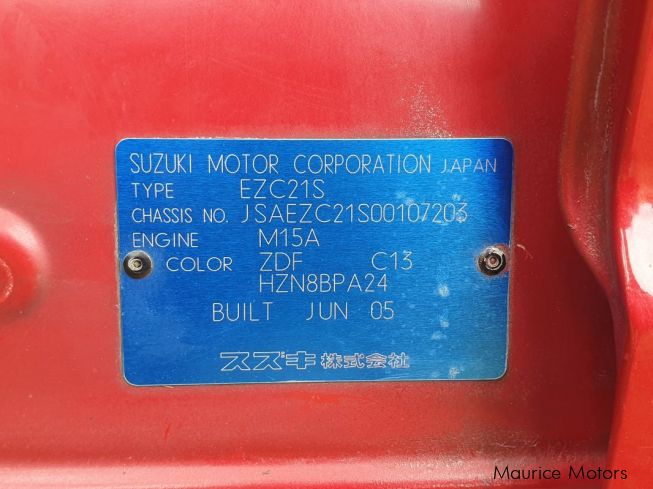 SUZUKI MOTOR CORPORATION JAPAN
TYPE EZC21S
CHASSIS NO. JSAEZC21S00107203
ENGINE M15A
COLOR ZDF C13
HZN8BPA24
BUILT JUN 05
スズキ株式会社
Maurice Motors